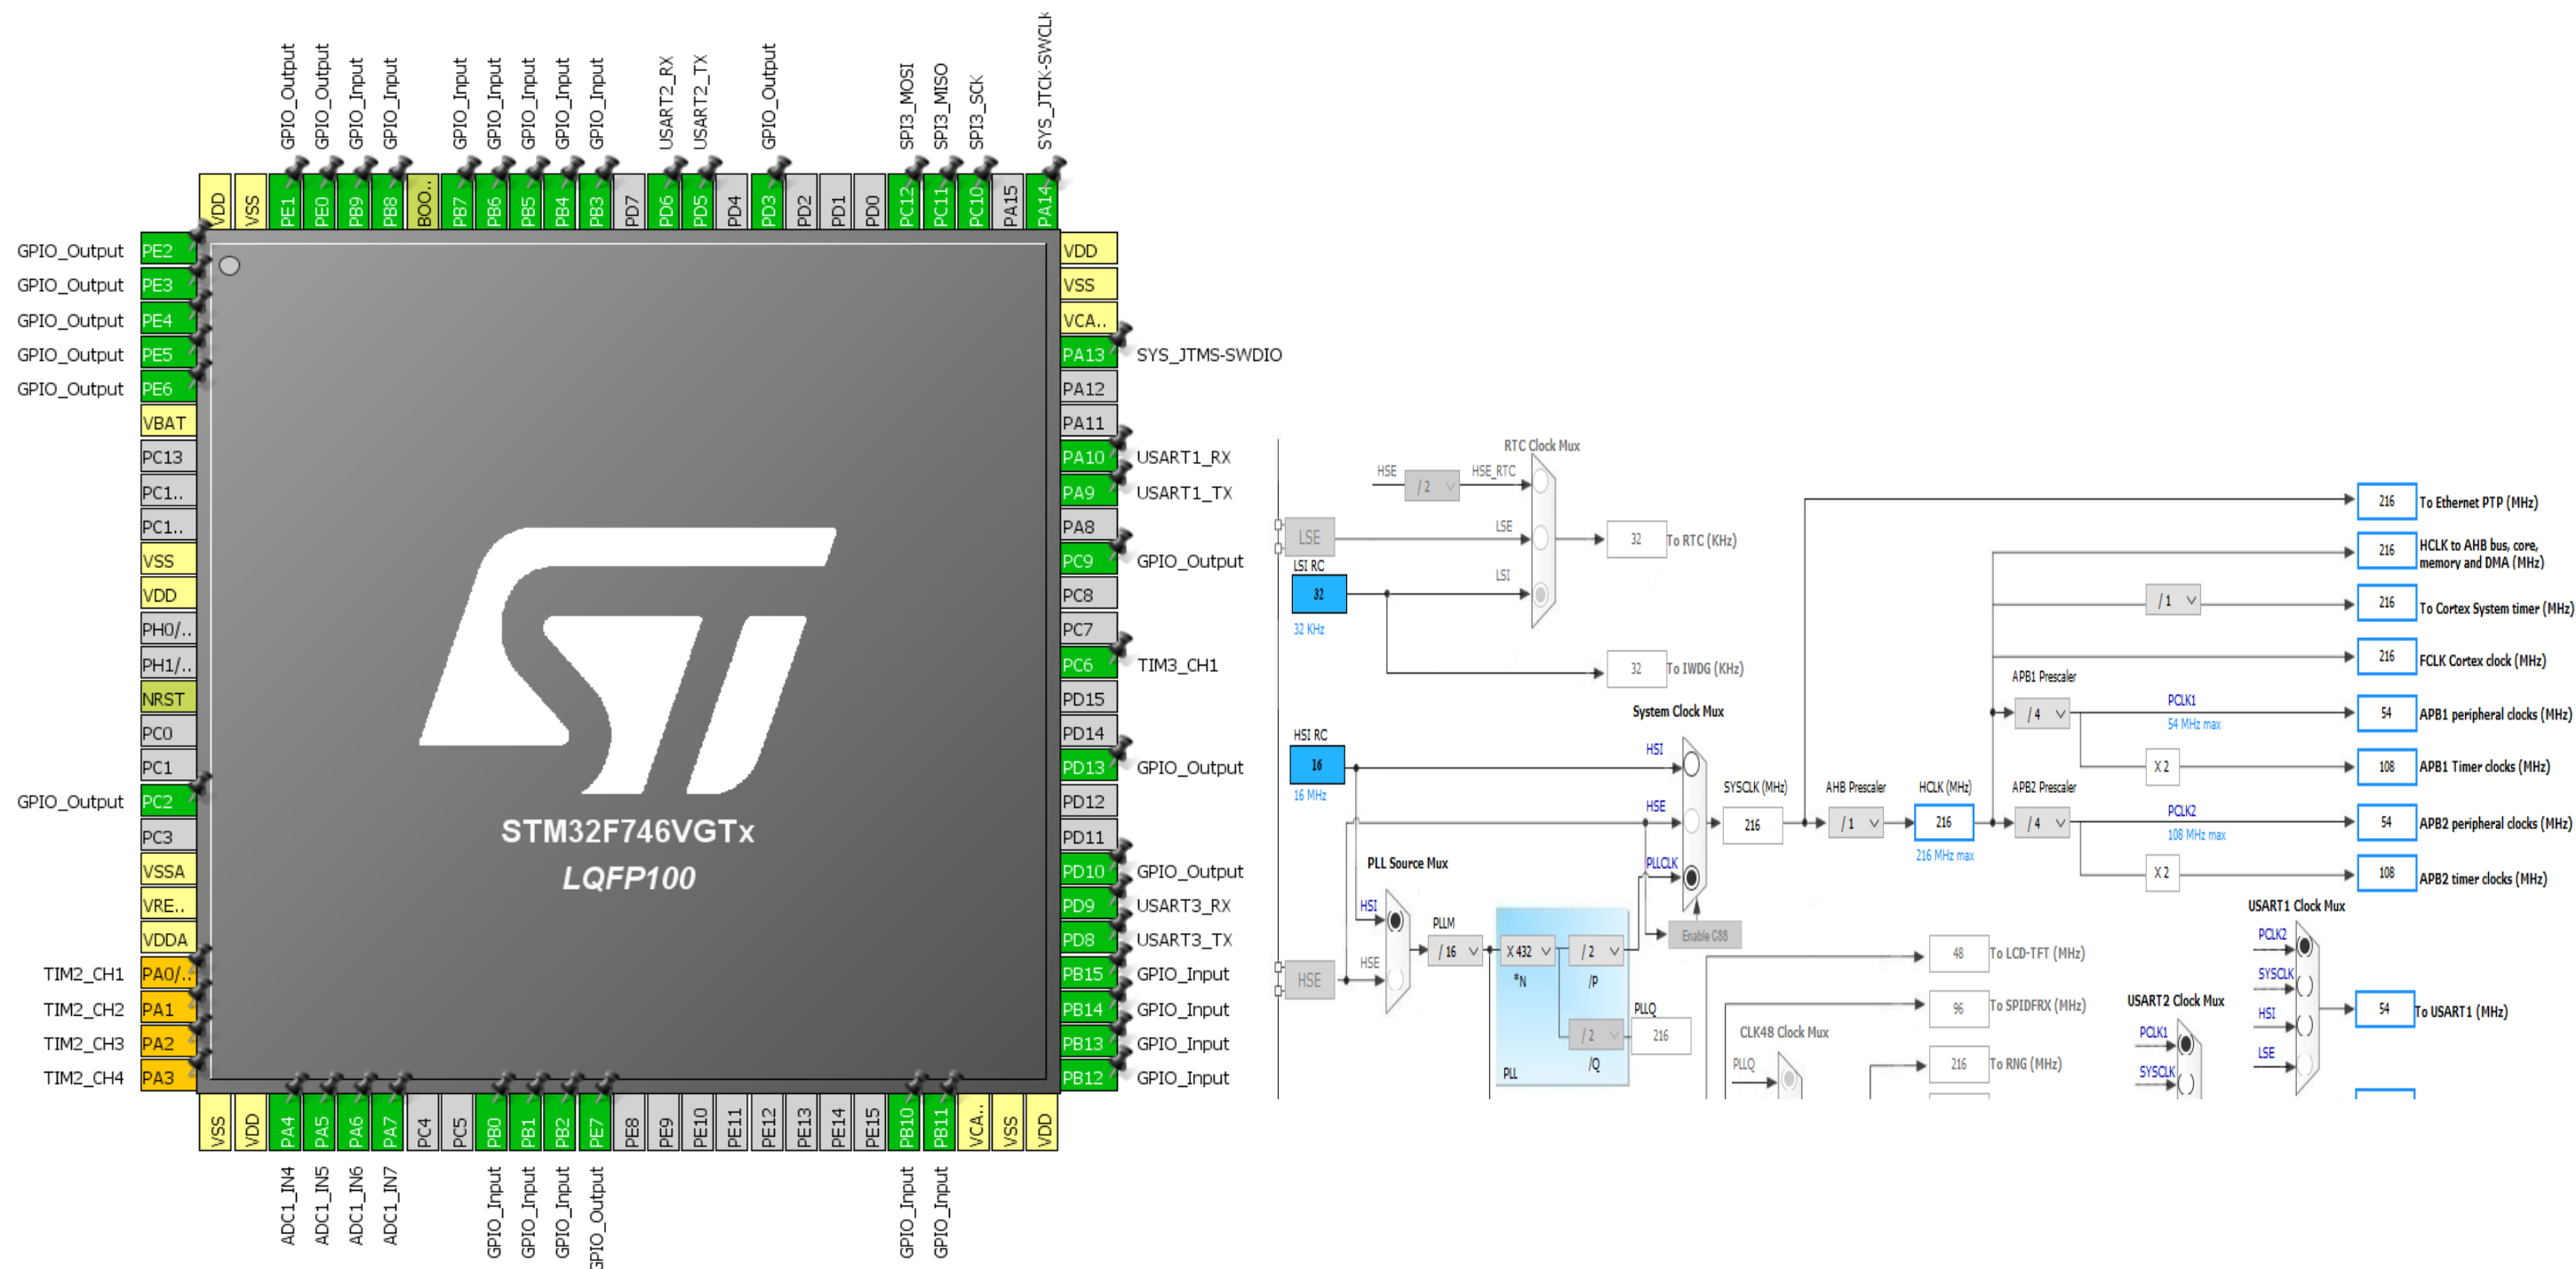 GPIO_Output
GPIO_Output
GPIO_Input
GPIO_Input
GPIO_Input
GPIO_Input
GPIO_Input
GPIO_Input
GPIO_Input
USART2_RX
USART2_TX
GPIO_Output
SPI3_MOSI
SPI3_MISO
SPI3_SCK
SYS_JTCK-SWCLK
VDD
VSS
PE1
PE0
PB9
PB8
BOO..
PB7
PB6
PB5
PB4
PB3
PD7
PD6
PD5
PD4
PD3
PD2
PD1
PD0
PC12
PC11
PC10
PA15
PA14
GPIO_Output PE2
GPIO_Output PE3
GPIO_Output PE4
GPIO_Output PE5
GPIO_Output PE6
VBAT
PC13
PC1..
PC1..
VSS
VDD
PH0/..
PH1/..
NRST
PC0
PC1
GPIO_Output PC2
PC3
VSSA
VRE..
VDDA
TIM2_CH1 PA0/..
TIM2_CH2 PA1
TIM2_CH3 PA2
TIM2_CH4 PA3
STM32F746VGTx
LQFP100
VDD
VSS
VCA..
PA13 SYS_JTMS-SWDIO
PA12
PA11
PA10 USART1_RX
PA9 USART1_TX
PA8
PC9 GPIO_Output
PC8
PC7
PC6 TIM3_CH1
PD15
PD14
PD13 GPIO_Output
PD12
PD11
PD10 GPIO_Output
PD9 USART3_RX
PD8 USART3_TX
PB15 GPIO_Input
PB14 GPIO_Input
PB13 GPIO_Input
PB12 GPIO_Input
VSS
VDD
PA4
PA5
PA6
PA7
PC4
PC5
PB0
PB1
PB2
PE7
PE8
PE9
PE10
PE11
PE12
PE13
PE14
PE15
PB10
PB11
VCA..
VSS
VDD
ADC1_IN4
ADC1_IN5
ADC1_IN6
ADC1_IN7
GPIO_Input
GPIO_Input
GPIO_Input
GPIO_Output
GPIO_Input
GPIO_Input
RTC Clock Mux
HSE / 2 HSE_RTC
LSE LSE 32 To RTC (KHz)
LSI RC
32 LSI
32 KHz
32 To IWDG (KHz)
System Clock Mux
HSI RC
16 HSI
16 MHz
HSE
PLLCLK
SYSCLK (MHz)
216
AHB Prescaler
/ 1
HCLK (MHz)
216
216 MHz max
PLL Source Mux
HSI
HSE HSE
PLLM
/ 16
X 432
*N
/ 2
/P
/ 2
/Q
PLL
PLLQ
216
Enable CSS
216 To Ethernet PTP (MHz)
216 HCLK to AHB bus, core,
memory and DMA (MHz)
/ 1 216 To Cortex System timer (MHz)
216 FCLK Cortex clock (MHz)
APB1 Prescaler
/ 4 PCLK1 54 APB1 peripheral clocks (MHz)
54 MHz max
X 2 108 APB1 Timer clocks (MHz)
APB2 Prescaler
/ 4 PCLK2 54 APB2 peripheral clocks (MHz)
108 MHz max
X 2 108 APB2 timer clocks (MHz)
48 To LCD-TFT (MHz)
96 To SPIDFRX (MHz)
216 To RNG (MHz)
CLK48 Clock Mux
PLLQ
USART2 Clock Mux
PCLK1
SYSCLK
USART1 Clock Mux
PCLK2
SYSCLK
HSI
LSE
54 To USART1 (MHz)